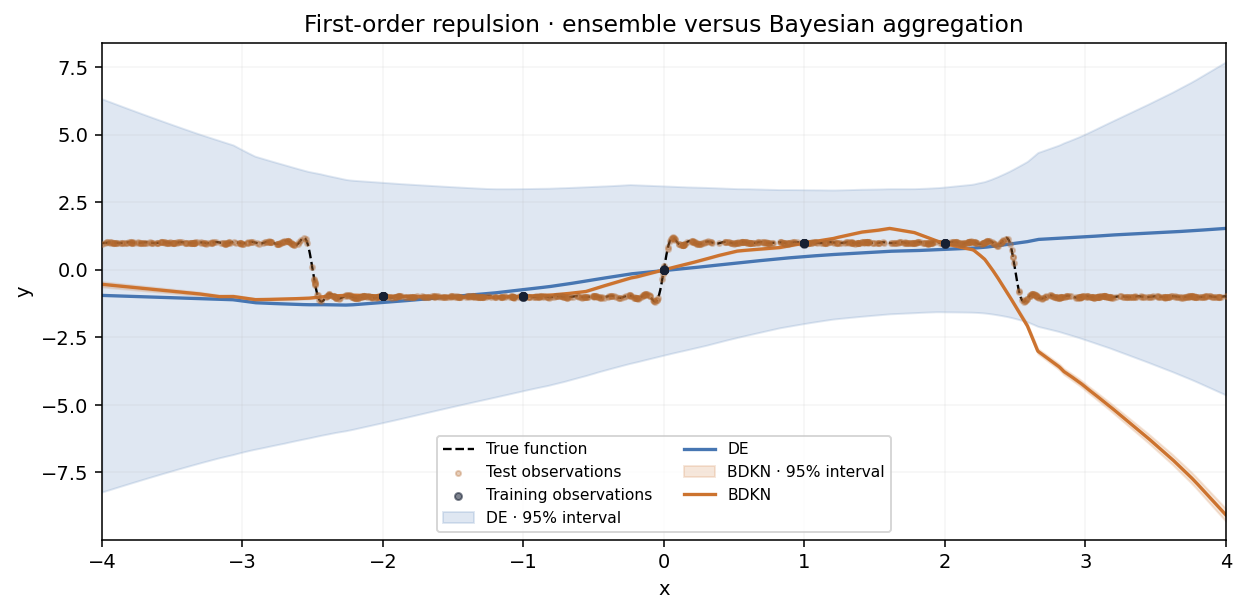 First-order repulsion · ensemble versus Bayesian aggregation
7.5
5.0
2.5
0.0
−2.5
−5.0
−7.5
y
True function
Test observations
Training observations
DE · 95% interval
DE
BDKN · 95% interval
BDKN
−4
−3
−2
−1
0
1
2
3
4
x